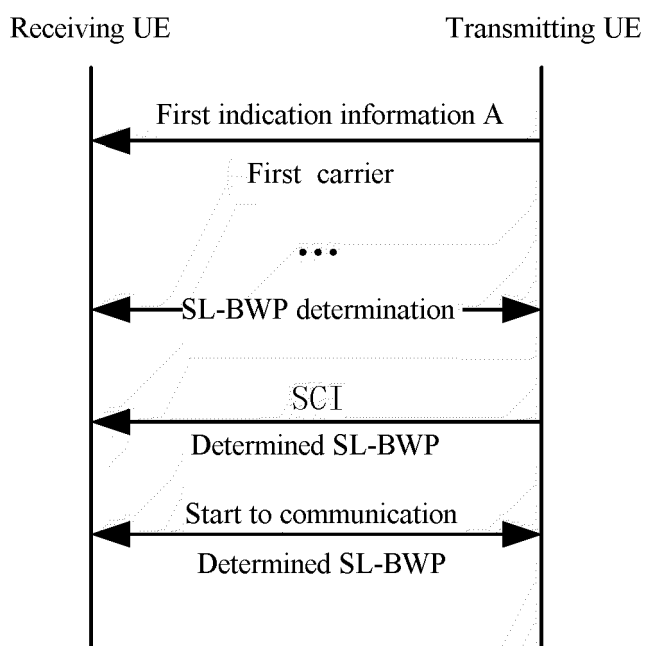 Receiving UE Transmitting UE
First indication information A
First carrier
...
SL-BWP determination
SCI
Determined SL-BWP
Start to communication
Determined SL-BWP